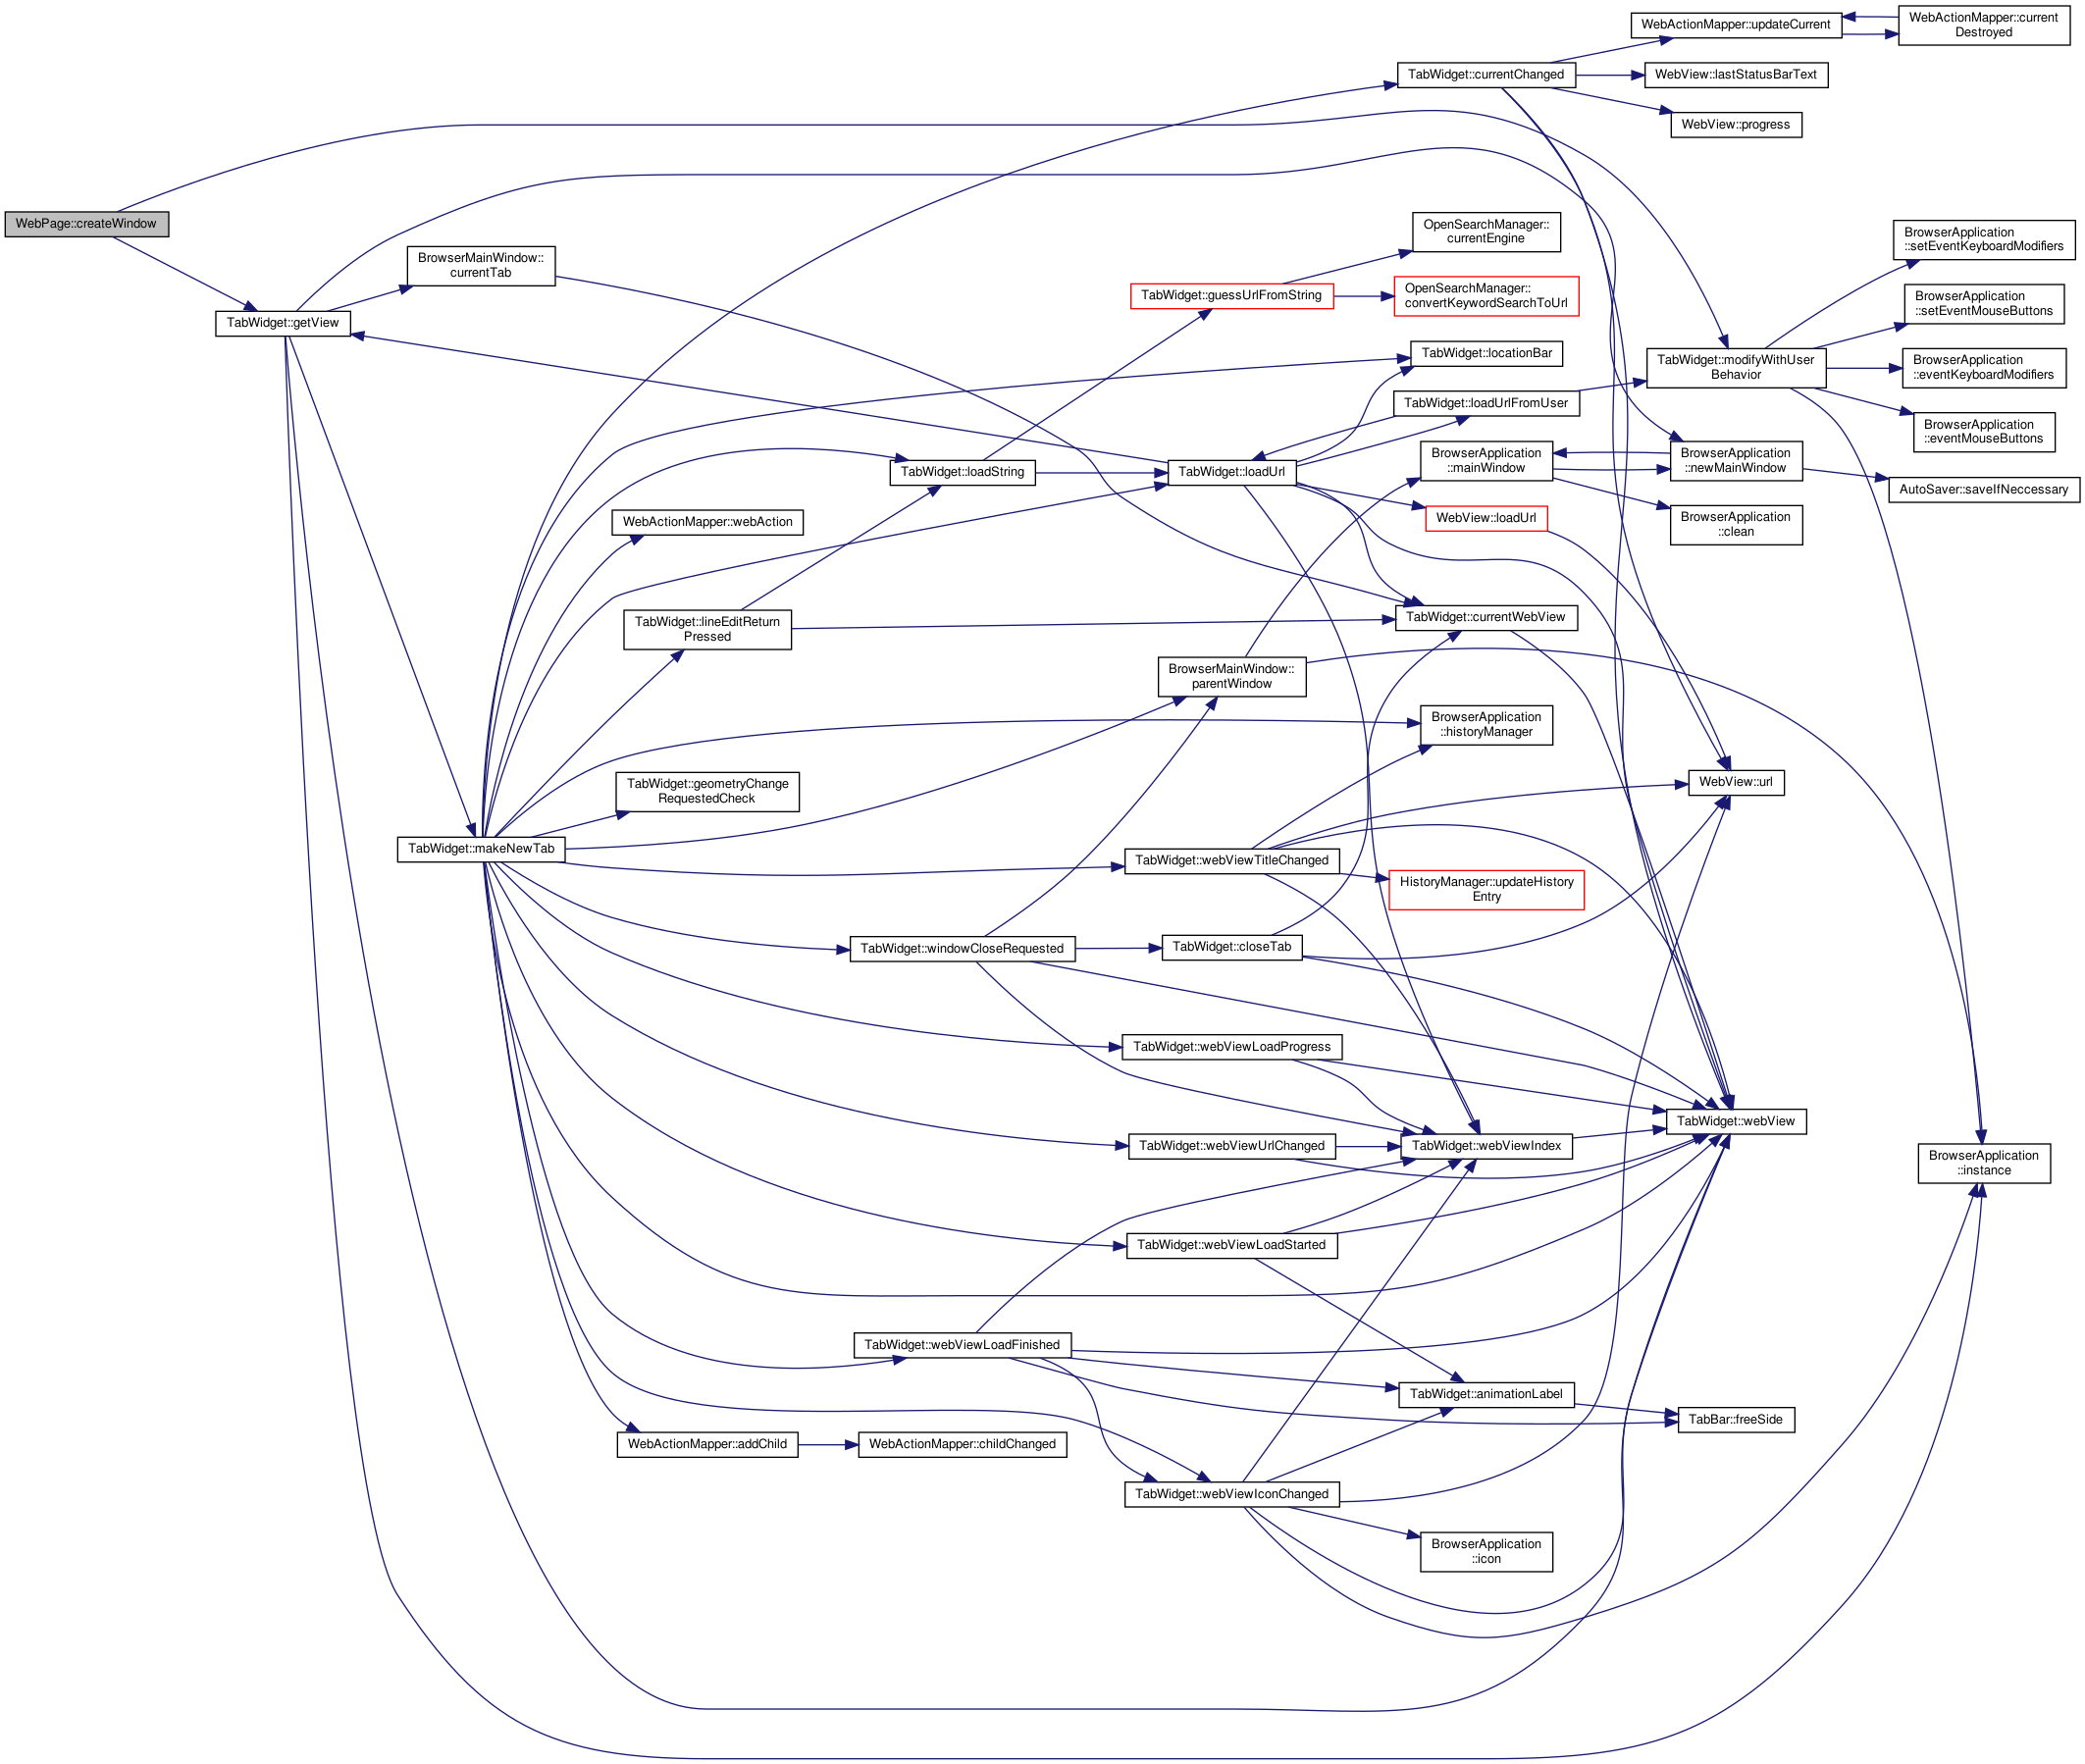 WebActionMapper::updateCurrent
WebActionMapper::current
Destroyed
TabWidget::currentChanged
WebView::lastStatusBarText
WebView::progress
WebPage::createWindow
BrowserMainWindow::
currentTab
OpenSearchManager::
currentEngine
BrowserApplication
::setEventKeyboardModifiers
TabWidget::guessUrlFromString
OpenSearchManager::
convertKeywordSearchToUrl
BrowserApplication
::setEventMouseButtons
TabWidget::getView
TabWidget::locationBar
TabWidget::modifyWithUser
Behavior
BrowserApplication
::eventKeyboardModifiers
TabWidget::loadUrlFromUser
BrowserApplication
::eventMouseButtons
TabWidget::loadString
TabWidget::loadUrl
BrowserApplication
::mainWindow
BrowserApplication
::newMainWindow
AutoSaver::saveIfNeccessary
WebActionMapper::webAction
WebView::loadUrl
BrowserApplication
::clean
TabWidget::lineEditReturn
Pressed
TabWidget::currentWebView
BrowserMainWindow::
parentWindow
BrowserApplication
::historyManager
TabWidget::geometryChange
RequestedCheck
WebView::url
TabWidget::makeNewTab
TabWidget::webViewTitleChanged
HistoryManager::updateHistory
Entry
TabWidget::windowCloseRequested
TabWidget::closeTab
TabWidget::webViewLoadProgress
TabWidget::webView
TabWidget::webViewUrlChanged
TabWidget::webViewIndex
BrowserApplication
::instance
TabWidget::webViewLoadStarted
TabWidget::webViewLoadFinished
TabWidget::animationLabel
TabBar::freeSide
WebActionMapper::addChild
WebActionMapper::childChanged
TabWidget::webViewIconChanged
BrowserApplication
::icon